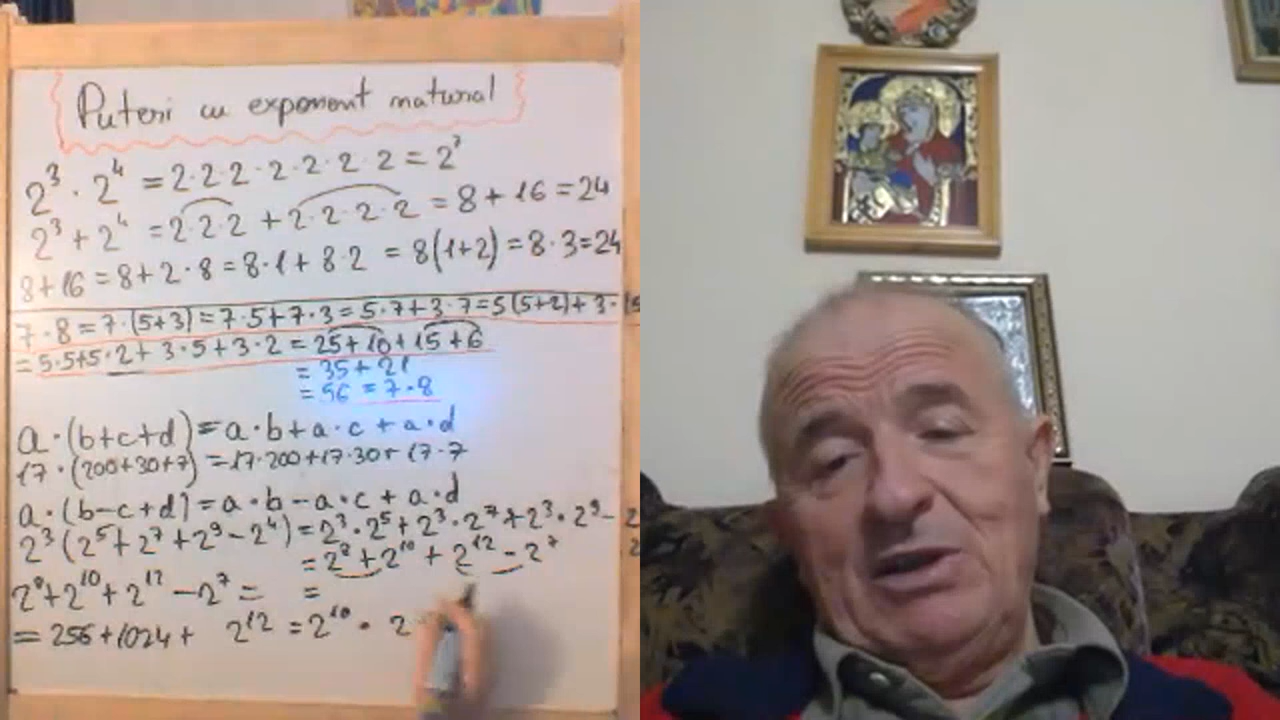 Puteri cu exponent natural
2³ · 2⁴ = 2·2·2·2·2·2·2 = 2⁷
2³ + 2⁴ = 2·2·2 + 2·2·2·2 = 8 + 16 = 24
8+16 = 8+2·8 = 8·1 + 8·2 = 8(1+2) = 8·3=24
7·8 = 7·(5+3) = 7·5+7·3 = 5·7+3·7=5(5+2)+3·(5
= 5·5+5·2+3·5+3·2 = 25+10+15+6
= 35 + 21
= 56 = 7·8
a·(b+c+d) = a·b+a·c+a·d
17·(200+30+7) = 17·200+17·30+17·7
a·(b-c+d) = a·b-a·c+a·d
2³(2⁵+2⁷+2⁹-2⁴) = 2³·2⁵+2³·2⁷+2³·2⁹-2
= 2⁸+2¹⁰+2¹²-2⁷
2⁸+2¹⁰+2¹²-2⁷= =
= 256+1024+ 2¹² = 2¹⁰ · 2